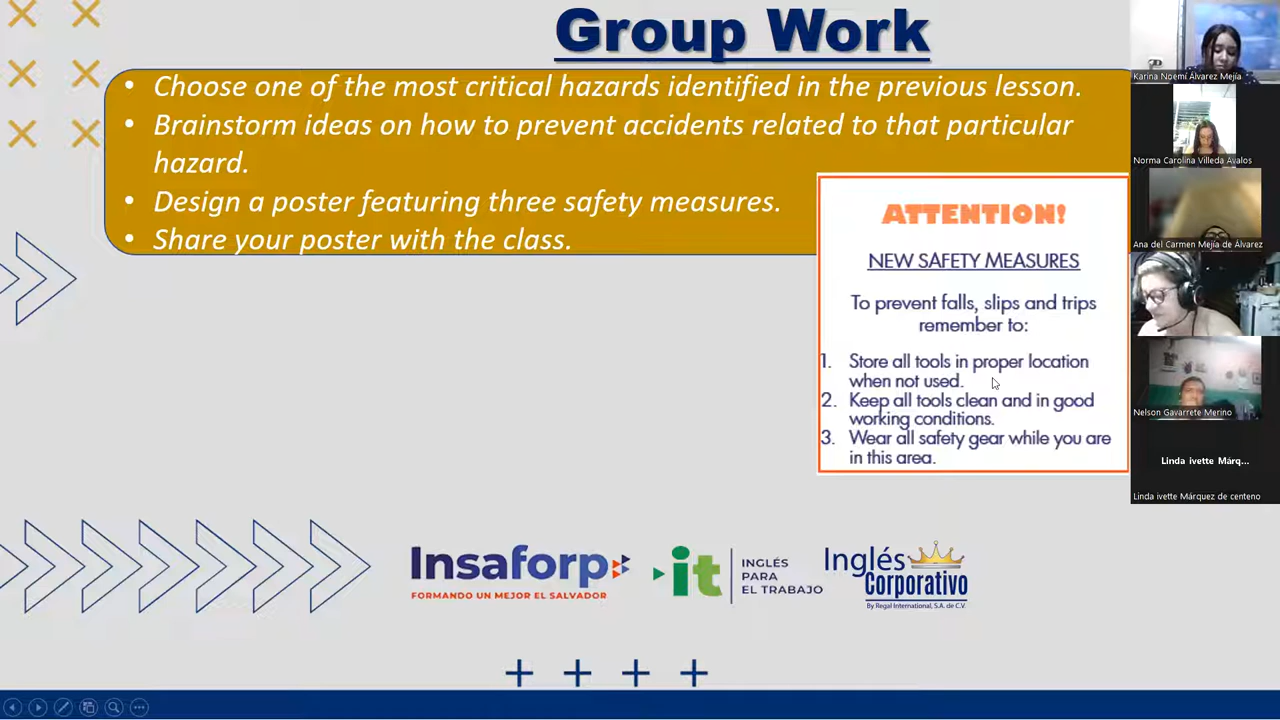 Group Work
• Choose one of the most critical hazards identified in the previous lesson.
• Brainstorm ideas on how to prevent accidents related to that particular
hazard.
• Design a poster featuring three safety measures.
• Share your poster with the class.
ATTENTION!
NEW SAFETY MEASURES
To prevent falls, slips and trips
remember to:
1. Store all tools in proper location
when not used.
2. Keep all tools clean and in good
working conditions.
3. Wear all safety gear while you are
in this area.
Insaforp
FORMANDO UN MEJOR EL SALVADOR
it
INGLÉS
PARA
EL TRABAJO
Inglés
Corporativo
By Regal International, S.A. de C.V.
Karina Noemí Álvarez Mejía
Norma Carolina Villeda Avalos
Ana del Carmen Mejía de Álvarez
Nelson Gavarrete Merino
Linda ivette Márq...
Linda ivette Márquez de centeno